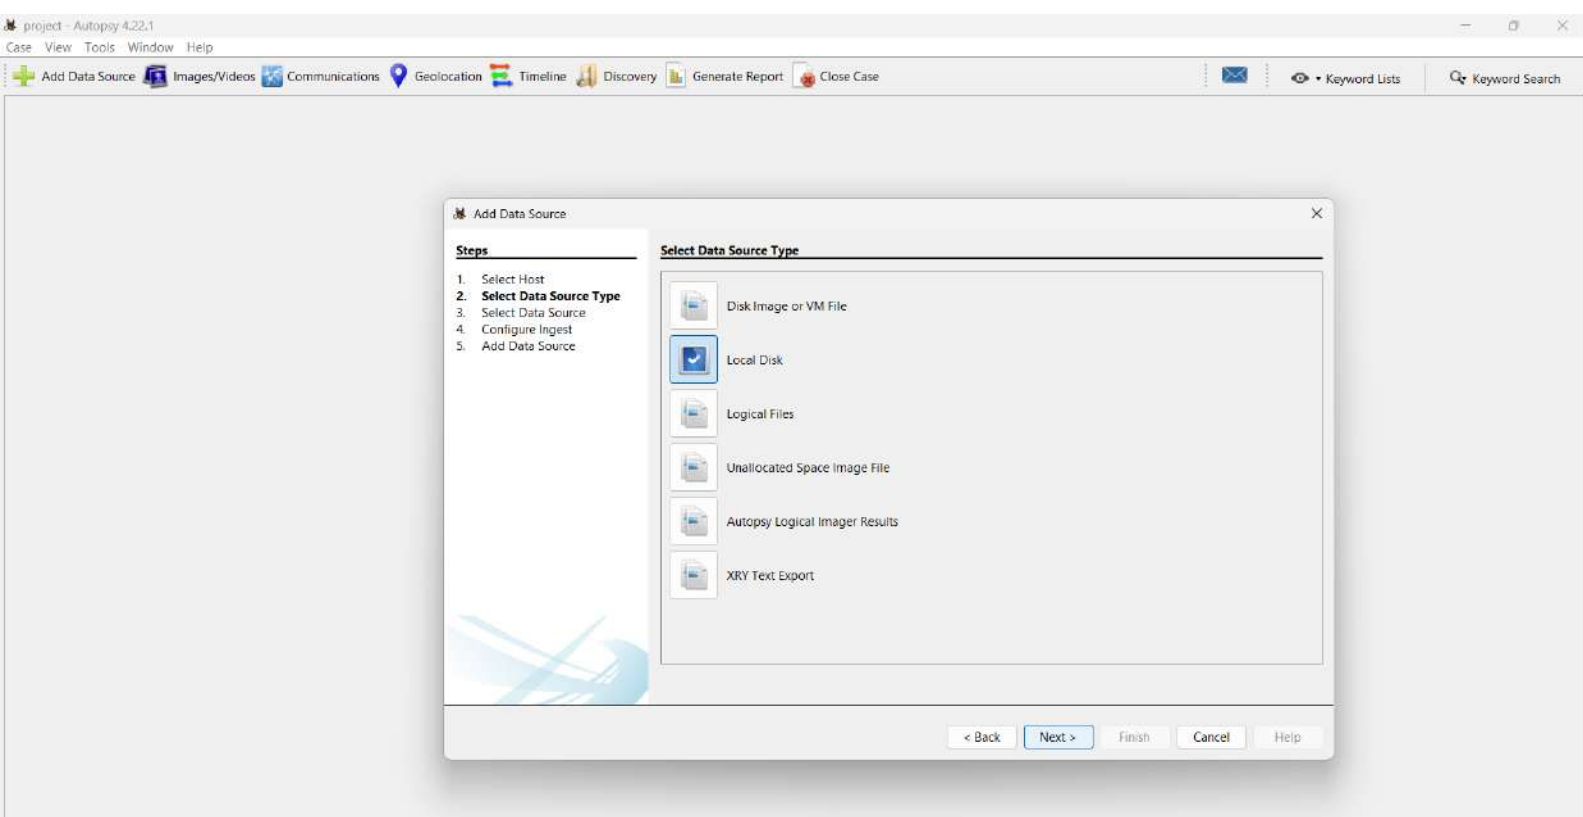 project - Autopsy 4.22.1
Case View Tools Window Help
Add Data Source Images/Videos Communications Geolocation Timeline Discovery Generate Report Close Case Keyword Lists Keyword Search
Add Data Source
Steps
1. Select Host
2. Select Data Source Type
3. Select Data Source
4. Configure Ingest
5. Add Data Source
Select Data Source Type
Disk Image or VM File
Local Disk
Logical Files
Unallocated Space Image File
Autopsy Logical Imager Results
XRY Text Export
< Back Next > Finish Cancel Help